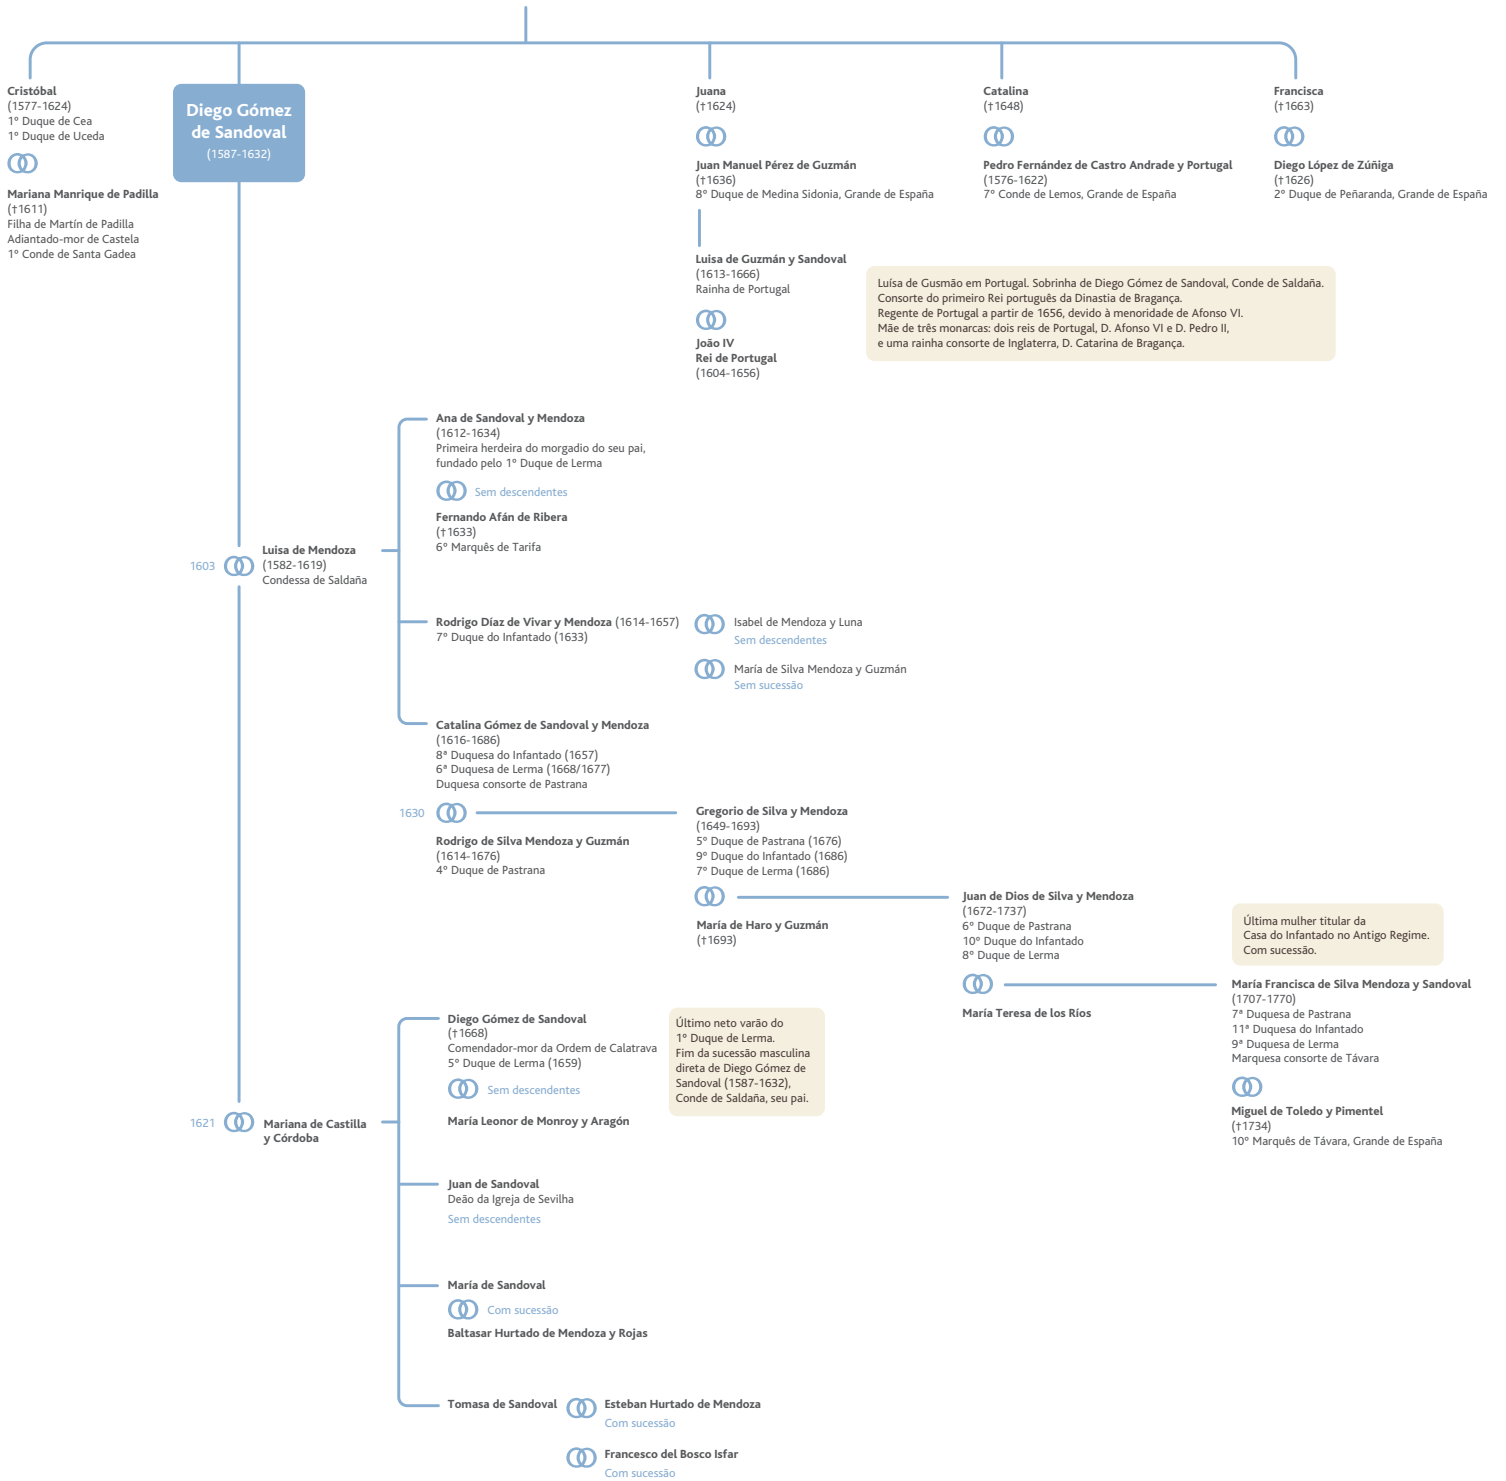 Cristóbal
(1577-1624)
1º Duque de Cea
1º Duque de Uceda
Mariana Manrique de Padilla
(†1611)
Filha de Martín de Padilla
Adiantado-mor de Castela
1º Conde de Santa Gadea
Diego Gómez
de Sandoval
(1587-1632)
Juana
(†1624)
Juan Manuel Pérez de Guzmán
(†1636)
8º Duque de Medina Sidonia, Grande de España
Luisa de Guzmán y Sandoval
(1613-1666)
Rainha de Portugal
João IV
Rei de Portugal
(1604-1656)
Catalina
(†1648)
Pedro Fernández de Castro Andrade y Portugal
(1576-1622)
7º Conde de Lemos, Grande de España
Francisca
(†1663)
Diego López de Zúñiga
(†1626)
2º Duque de Peñaranda, Grande de España
Luísa de Gusmão em Portugal. Sobrinha de Diego Gómez de Sandoval, Conde de Saldaña.
Consorte do primeiro Rei português da Dinastia de Bragança.
Regente de Portugal a partir de 1656, devido à menoridade de Afonso VI.
Mãe de três monarcas: dois reis de Portugal, D. Afonso VI e D. Pedro II,
e uma rainha consorte de Inglaterra, D. Catarina de Bragança.
1603
Luisa de Mendoza
(1582-1619)
Condessa de Saldaña
Ana de Sandoval y Mendoza
(1612-1634)
Primeira herdeira do morgadio do seu pai,
fundado pelo 1º Duque de Lerma
Sem descendentes
Fernando Afán de Ribera
(†1633)
6º Marquês de Tarifa
Rodrigo Díaz de Vivar y Mendoza (1614-1657)
7º Duque do Infantado (1633)
Isabel de Mendoza y Luna
Sem descendentes
María de Silva Mendoza y Guzmán
Sem sucessão
Catalina Gómez de Sandoval y Mendoza
(1616-1686)
8ª Duquesa do Infantado (1657)
6ª Duquesa de Lerma (1668/1677)
Duquesa consorte de Pastrana
1630
Rodrigo de Silva Mendoza y Guzmán
(1614-1676)
4º Duque de Pastrana
Gregorio de Silva y Mendoza
(1649-1693)
5º Duque de Pastrana (1676)
9º Duque do Infantado (1686)
7º Duque de Lerma (1686)
María de Haro y Guzmán
(†1693)
Juan de Dios de Silva y Mendoza
(1672-1737)
6º Duque de Pastrana
10º Duque do Infantado
8º Duque de Lerma
María Teresa de los Ríos
Última mulher titular da
Casa do Infantado no Antigo Regime.
Com sucessão.
María Francisca de Silva Mendoza y Sandoval
(1707-1770)
7ª Duquesa de Pastrana
11ª Duquesa do Infantado
9ª Duquesa de Lerma
Marquesa consorte de Távara
Miguel de Toledo y Pimentel
(†1734)
10º Marquês de Távara, Grande de España
1621
Mariana de Castilla
y Córdoba
Diego Gómez de Sandoval
(†1668)
Comendador-mor da Ordem de Calatrava
5º Duque de Lerma (1659)
Sem descendentes
María Leonor de Monroy y Aragón
Último neto varão do
1º Duque de Lerma.
Fim da sucessão masculina
direta de Diego Gómez de
Sandoval (1587-1632),
Conde de Saldaña, seu pai.
Juan de Sandoval
Deão da Igreja de Sevilha
Sem descendentes
María de Sandoval
Com sucessão
Baltasar Hurtado de Mendoza y Rojas
Tomasa de Sandoval
Esteban Hurtado de Mendoza
Com sucessão
Francesco del Bosco Isfar
Com sucessão